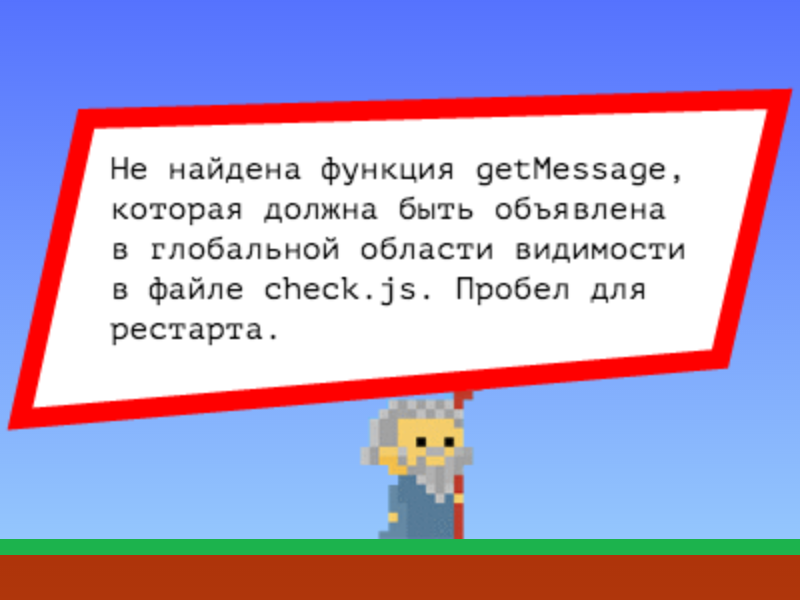 Не найдена функция getMessage,
которая должна быть объявлена
в глобальной области видимости
в файле check.js. Пробел для
рестарта.